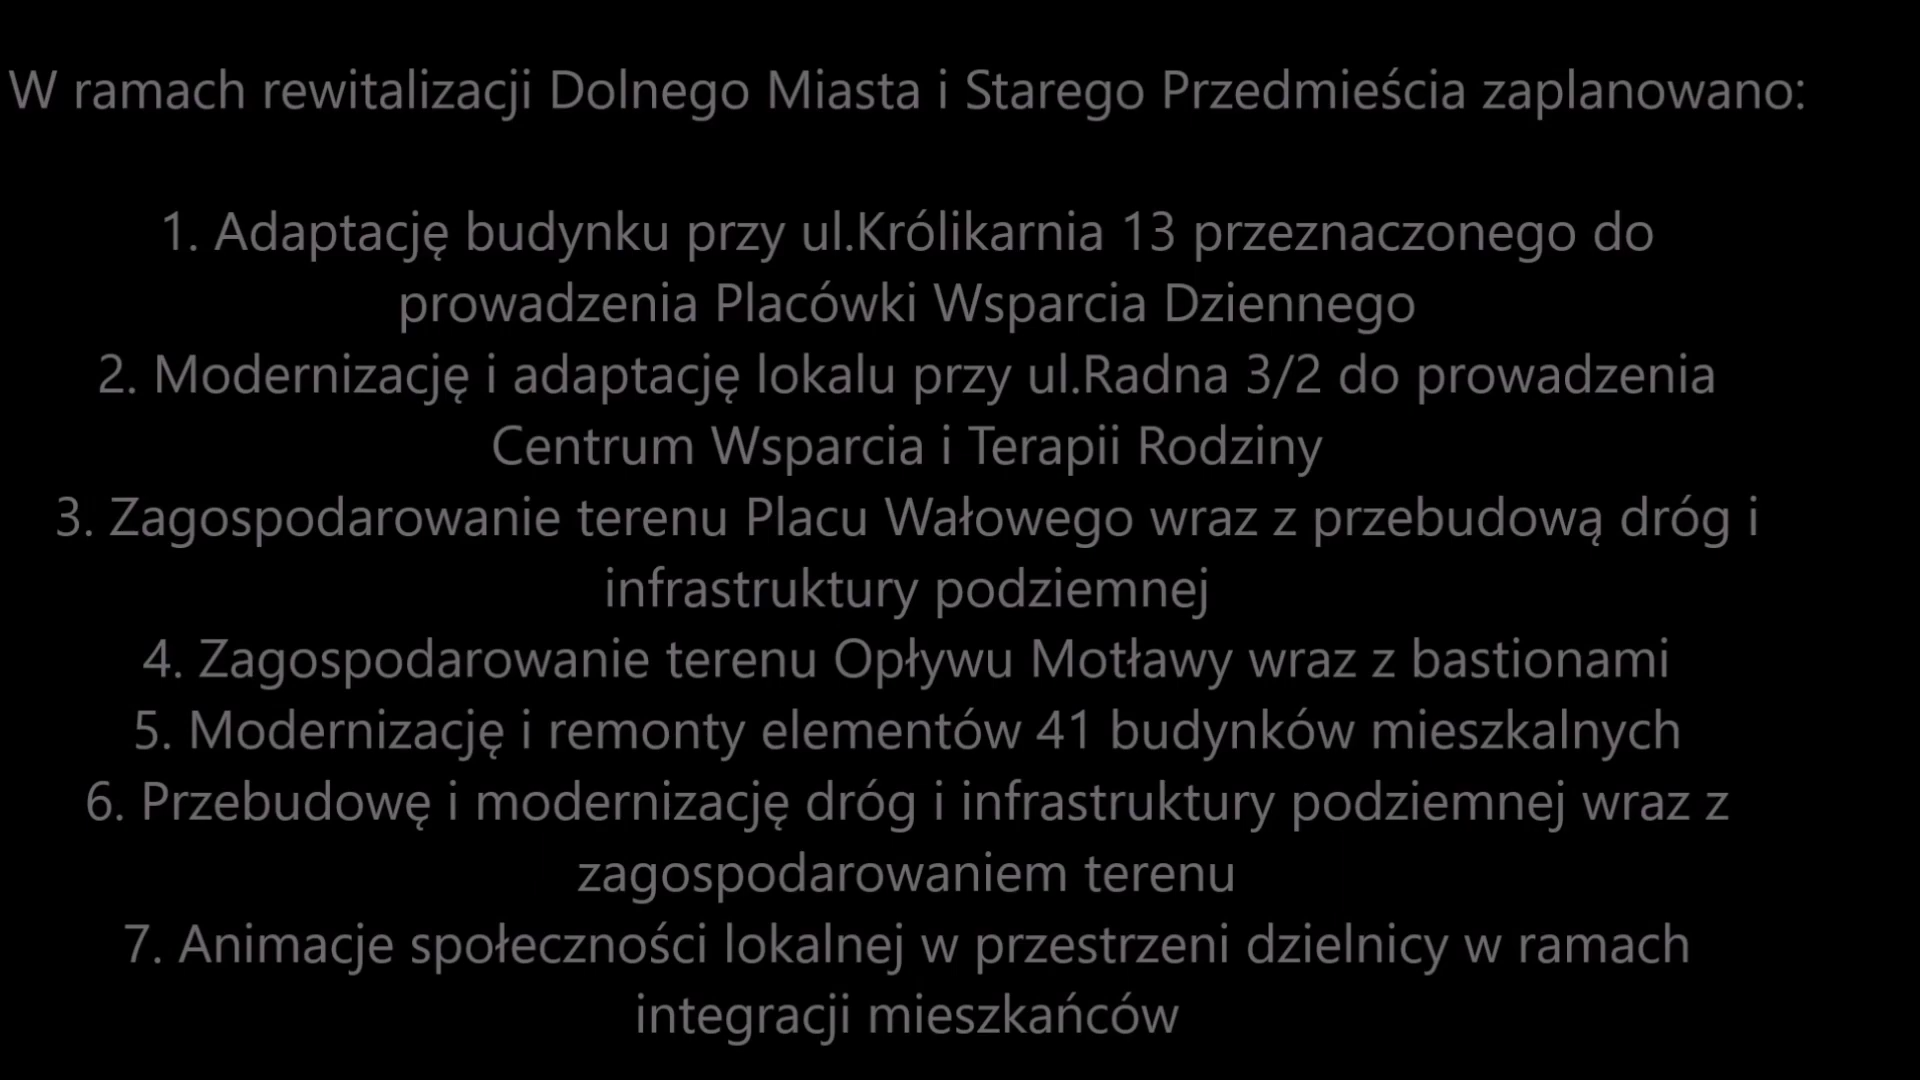 W ramach rewitalizacji Dolnego Miasta i Starego Przedmieścia zaplanowano:
1. Adaptację budynku przy ul.Królikarnia 13 przeznaczonego do
prowadzenia Placówki Wsparcia Dziennego
2. Modernizację i adaptację lokalu przy ul.Radna 3/2 do prowadzenia
Centrum Wsparcia i Terapii Rodziny
3. Zagospodarowanie terenu Placu Wałowego wraz z przebudową dróg i
infrastruktury podziemnej
4. Zagospodarowanie terenu Opływu Motławy wraz z bastionami
5. Modernizację i remonty elementów 41 budynków mieszkalnych
6. Przebudowę i modernizację dróg i infrastruktury podziemnej wraz z
zagospodarowaniem terenu
7. Animacje społeczności lokalnej w przestrzeni dzielnicy w ramach
integracji mieszkańców